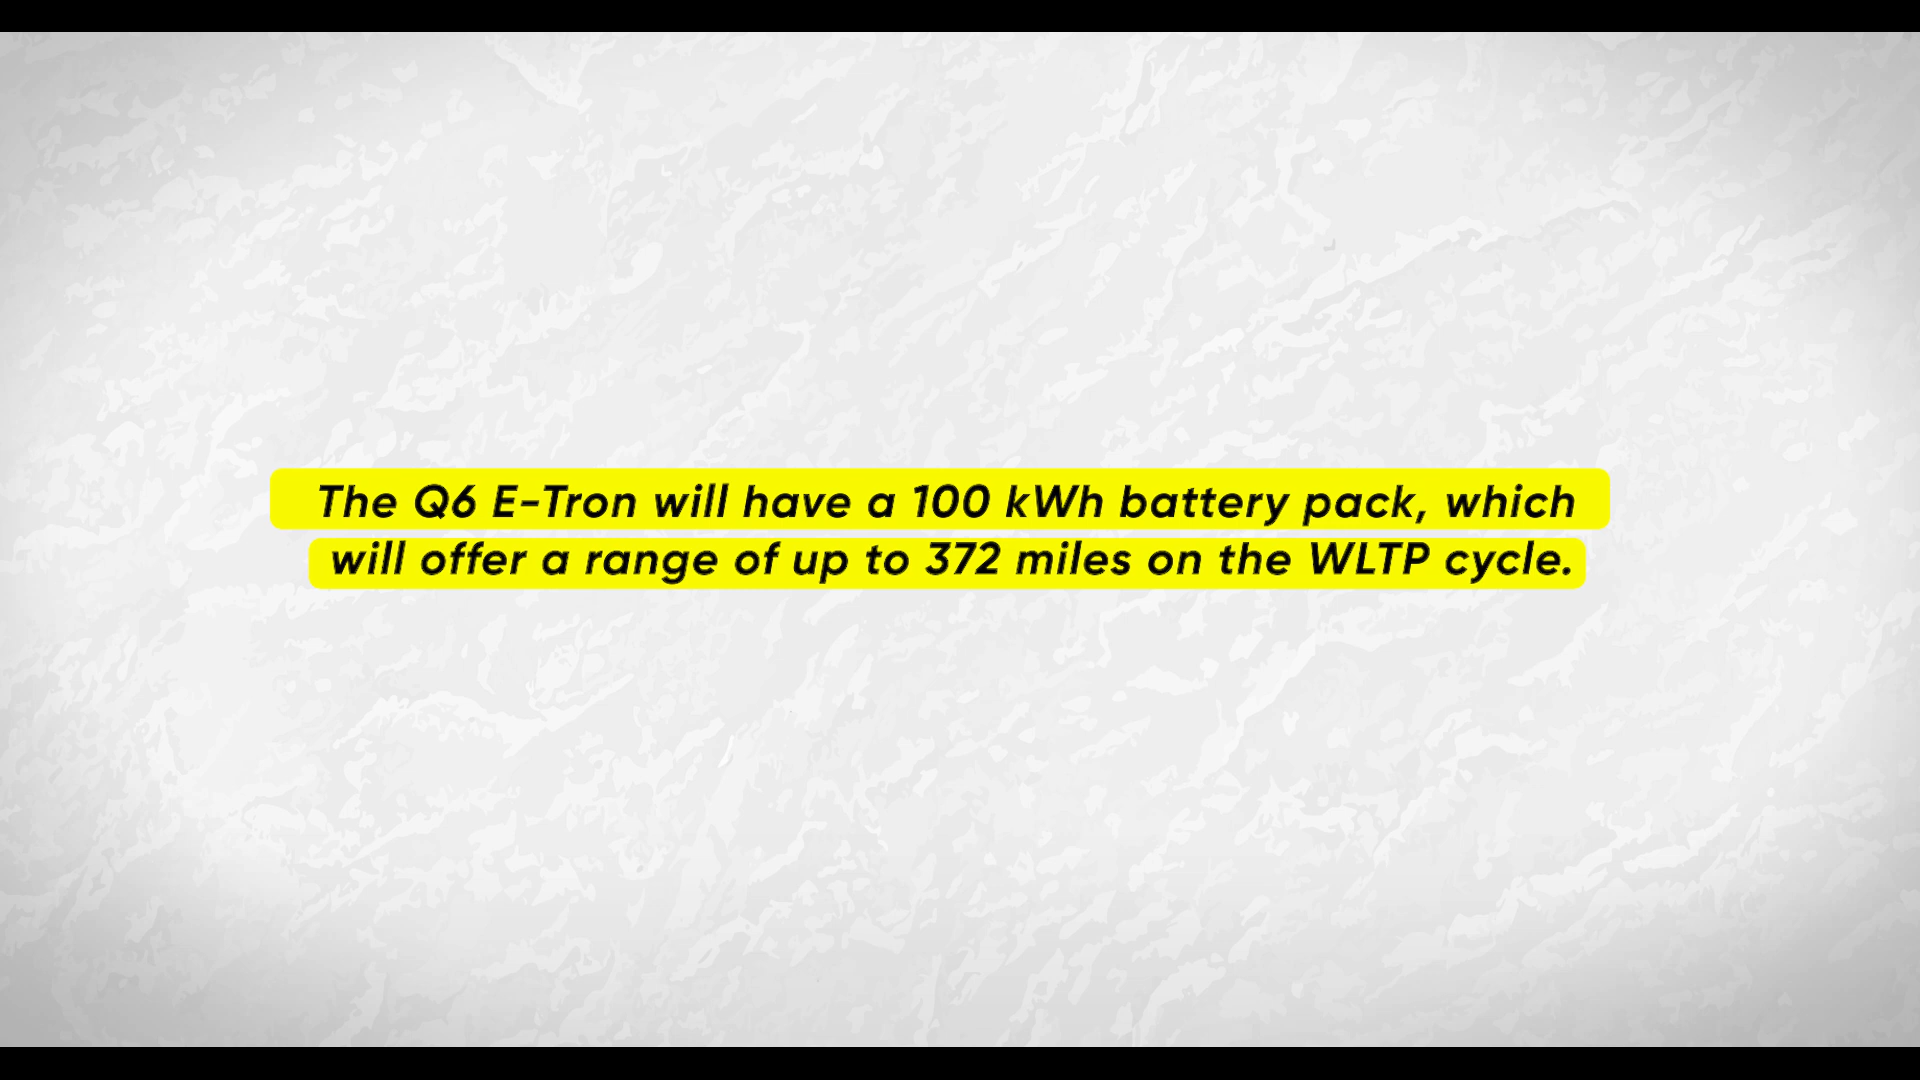 The Q6 E-Tron will have a 100 kWh battery pack, which
will offer a range of up to 372 miles on the WLTP cycle.